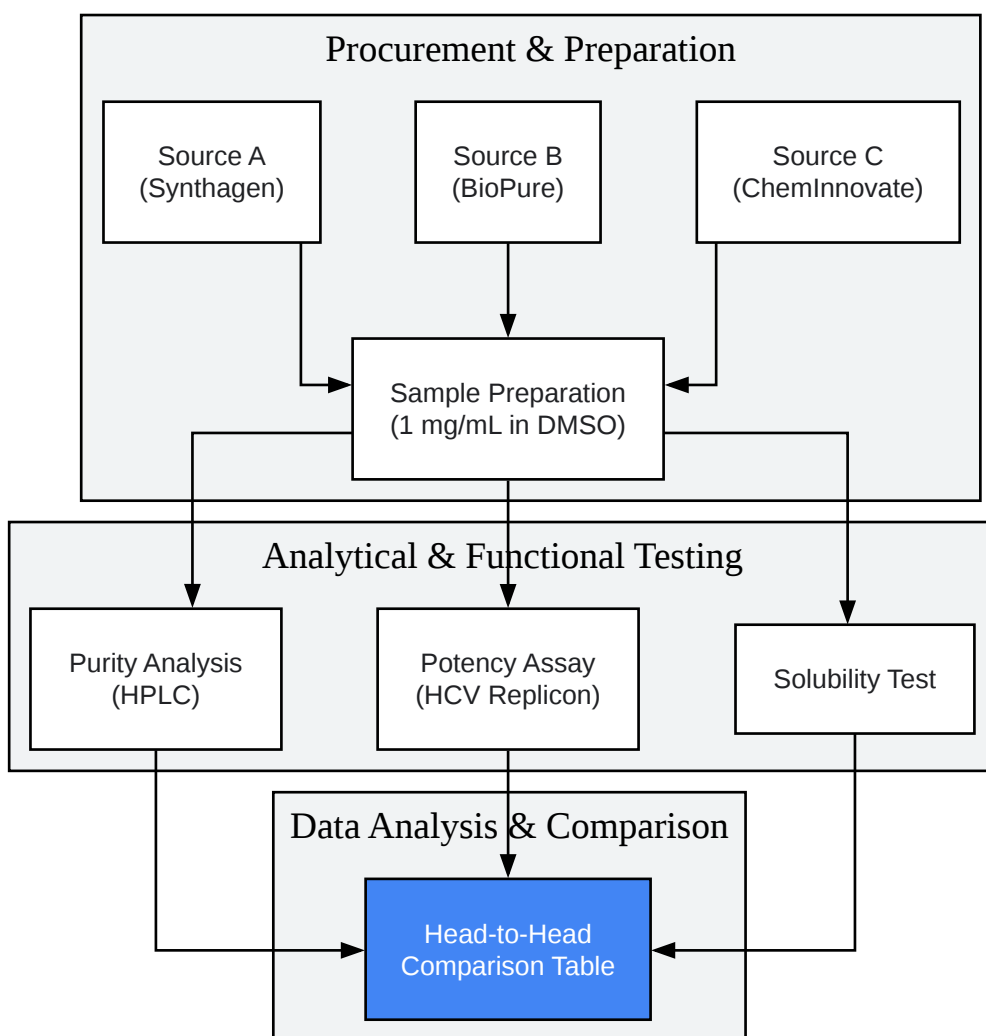 Procurement & Preparation
Source A
(Synthagen)
Source B
(BioPure)
Source C
(ChemInnovate)
Sample Preparation
(1 mg/mL in DMSO)
Analytical & Functional Testing
Purity Analysis
(HPLC)
Potency Assay
(HCV Replicon)
Solubility Test
Data Analysis & Comparison
Head-to-Head
Comparison Table